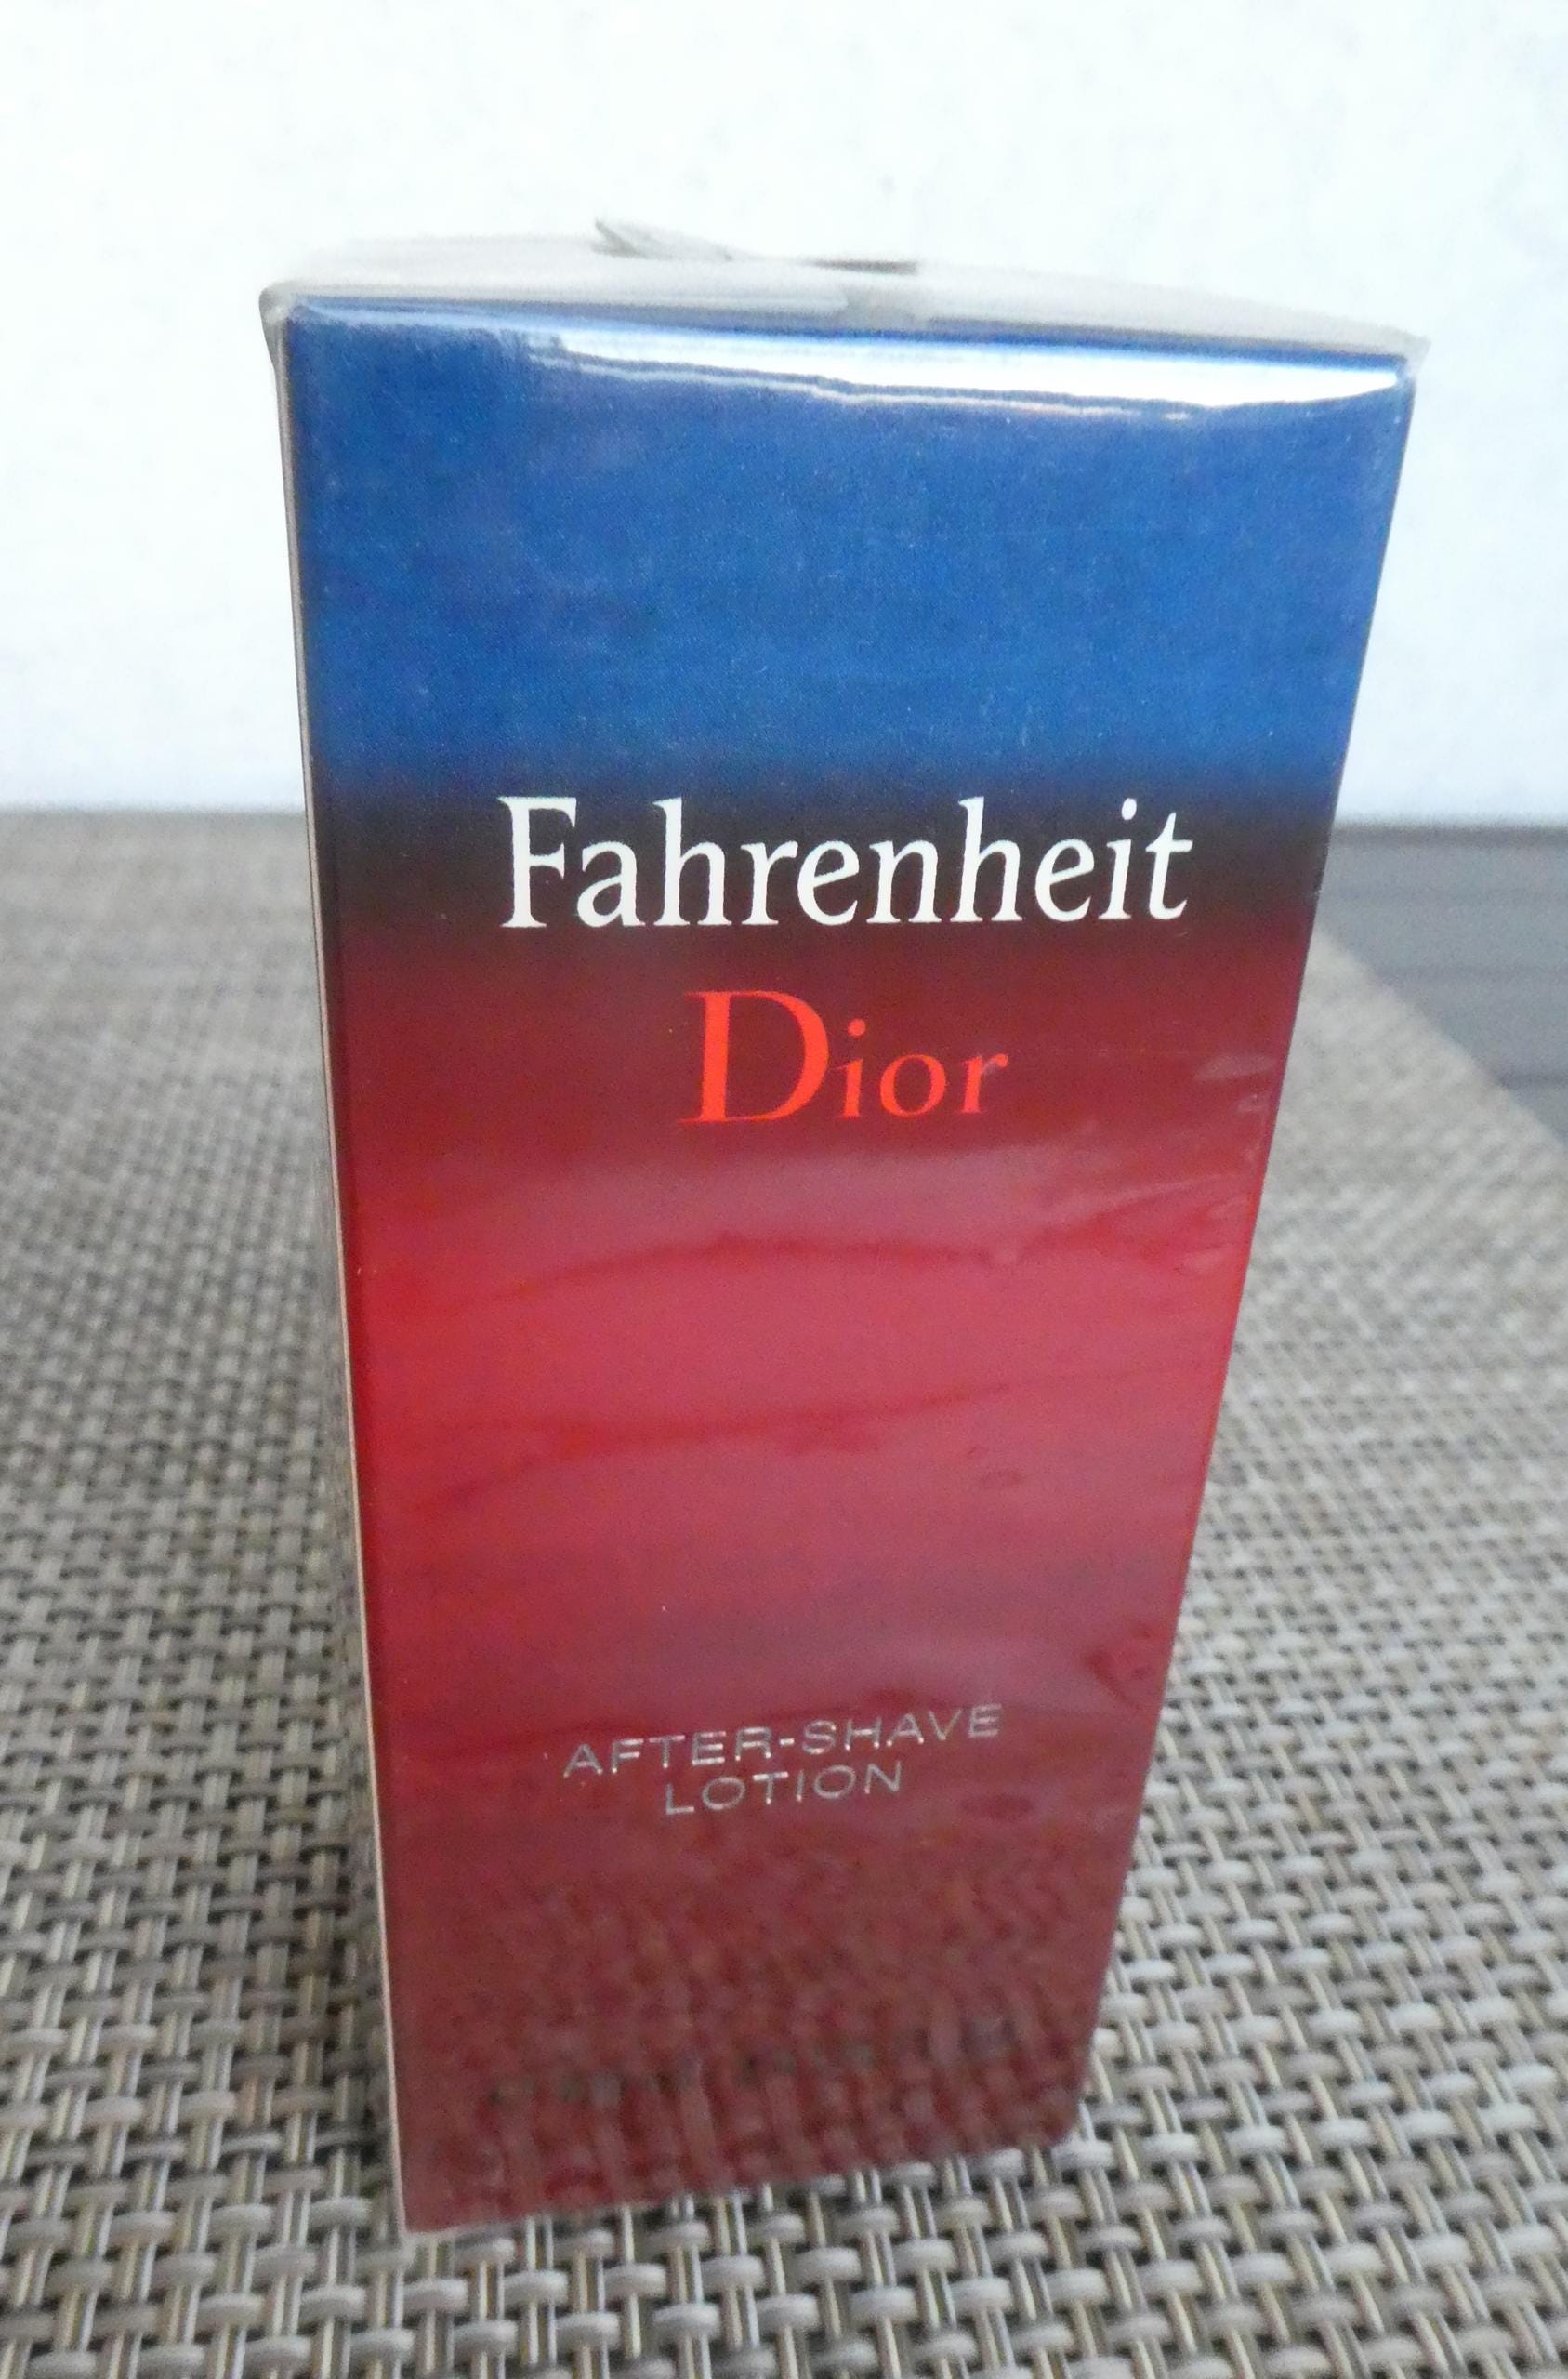 Fahrenheit
Dior
AFTER-SHAVE
LOTION